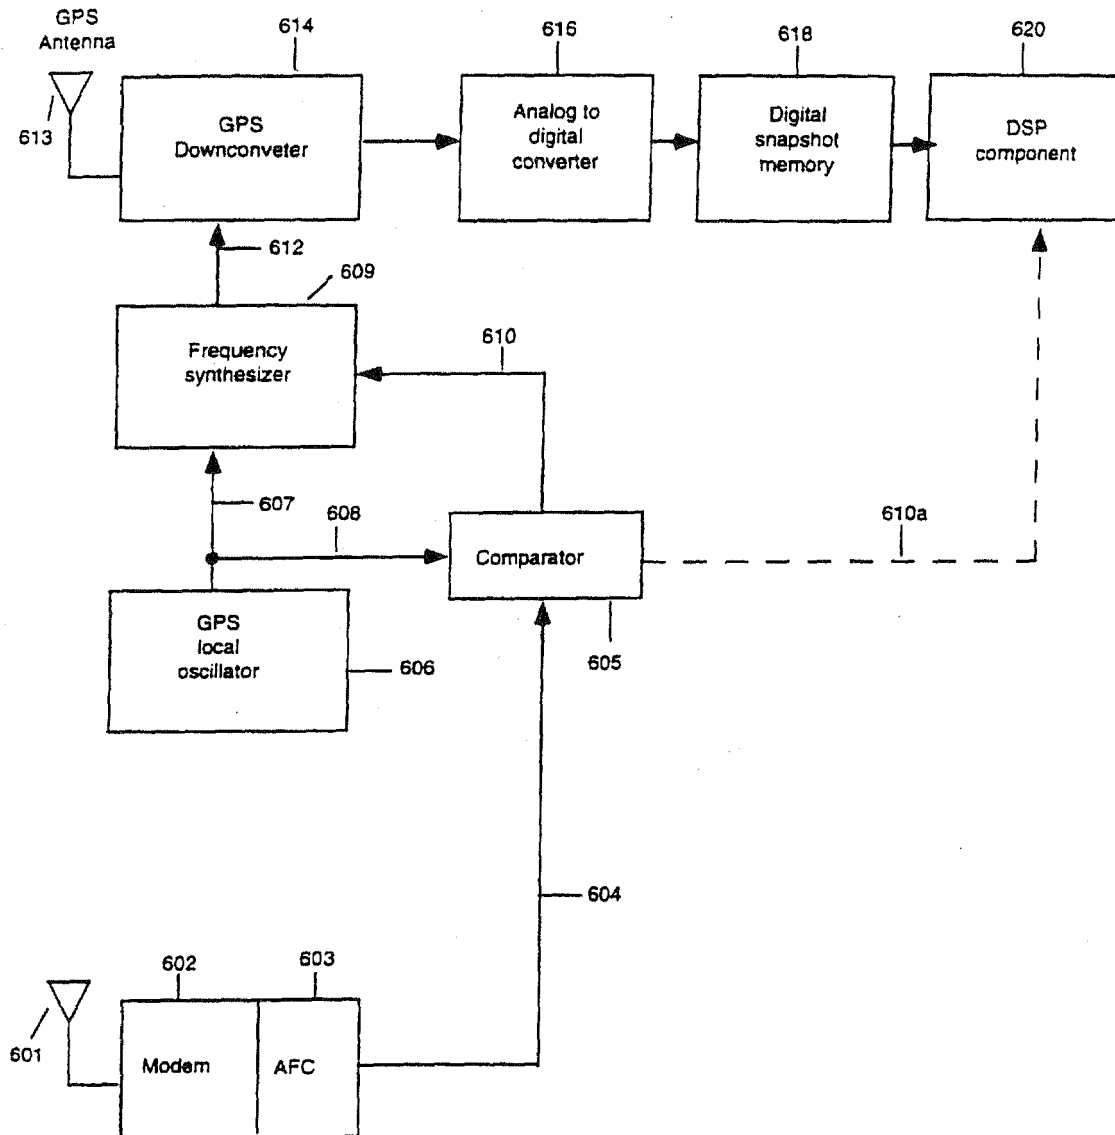 GPS
Antenna
613
614
GPS
Downconveter
616
Analog to
digital
converter
618
Digital
snapshot
memory
620
DSP
component
612
609
Frequency
synthesizer
610
607
608
Comparator
605
610a
GPS
local
oscillator
606
604
601
602
603
Modem
AFC